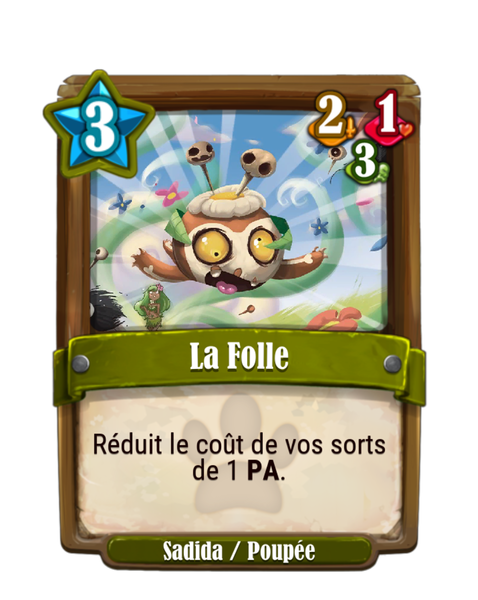 3
2
1
3
La Folle
Réduit le coût de vos sorts
de 1 PA.
Sadida / Poupée